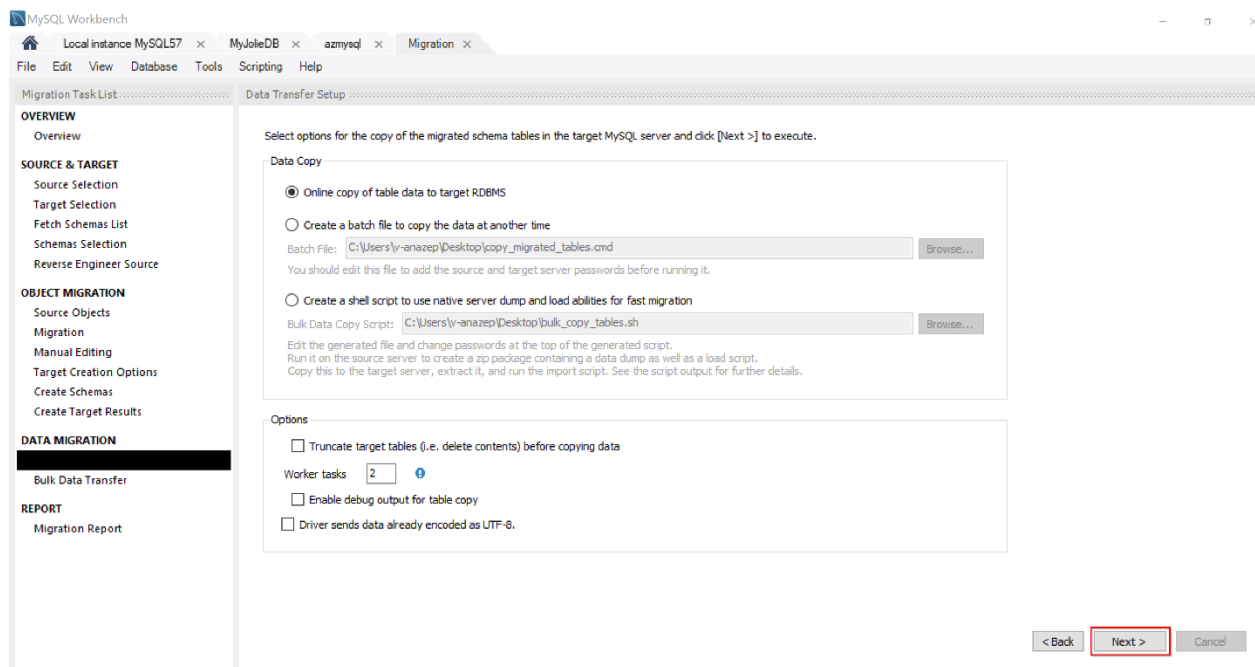 MySQL Workbench
Local instance MySQL57 MyJolieDB azmysql Migration
File Edit View Database Tools Scripting Help
Migration Task List
OVERVIEW
Overview
SOURCE & TARGET
Source Selection
Target Selection
Fetch Schemas List
Schemas Selection
Reverse Engineer Source
OBJECT MIGRATION
Source Objects
Migration
Manual Editing
Target Creation Options
Create Schemas
Create Target Results
DATA MIGRATION
Bulk Data Transfer
REPORT
Migration Report
Data Transfer Setup
Select options for the copy of the migrated schema tables in the target MySQL server and click [Next >] to execute.
Data Copy
Online copy of table data to target RDBMS
Create a batch file to copy the data at another time
Batch File: C:\Users\v-anazep\Desktop\copy_migrated_tables.cmd Browse...
You should edit this file to add the source and target server passwords before running it.
Create a shell script to use native server dump and load abilities for fast migration
Bulk Data Copy Script: C:\Users\v-anazep\Desktop\bulk_copy_tables.sh Browse...
Edit the generated file and change passwords at the top of the generated script.
Run it on the source server to create a zip package containing a data dump as well as a load script.
Copy this to the target server, extract it, and run the import script. See the script output for further details.
Options
Truncate target tables (i.e. delete contents) before copying data
Worker tasks 2
Enable debug output for table copy
Driver sends data already encoded as UTF-8.
< Back Next > Cancel